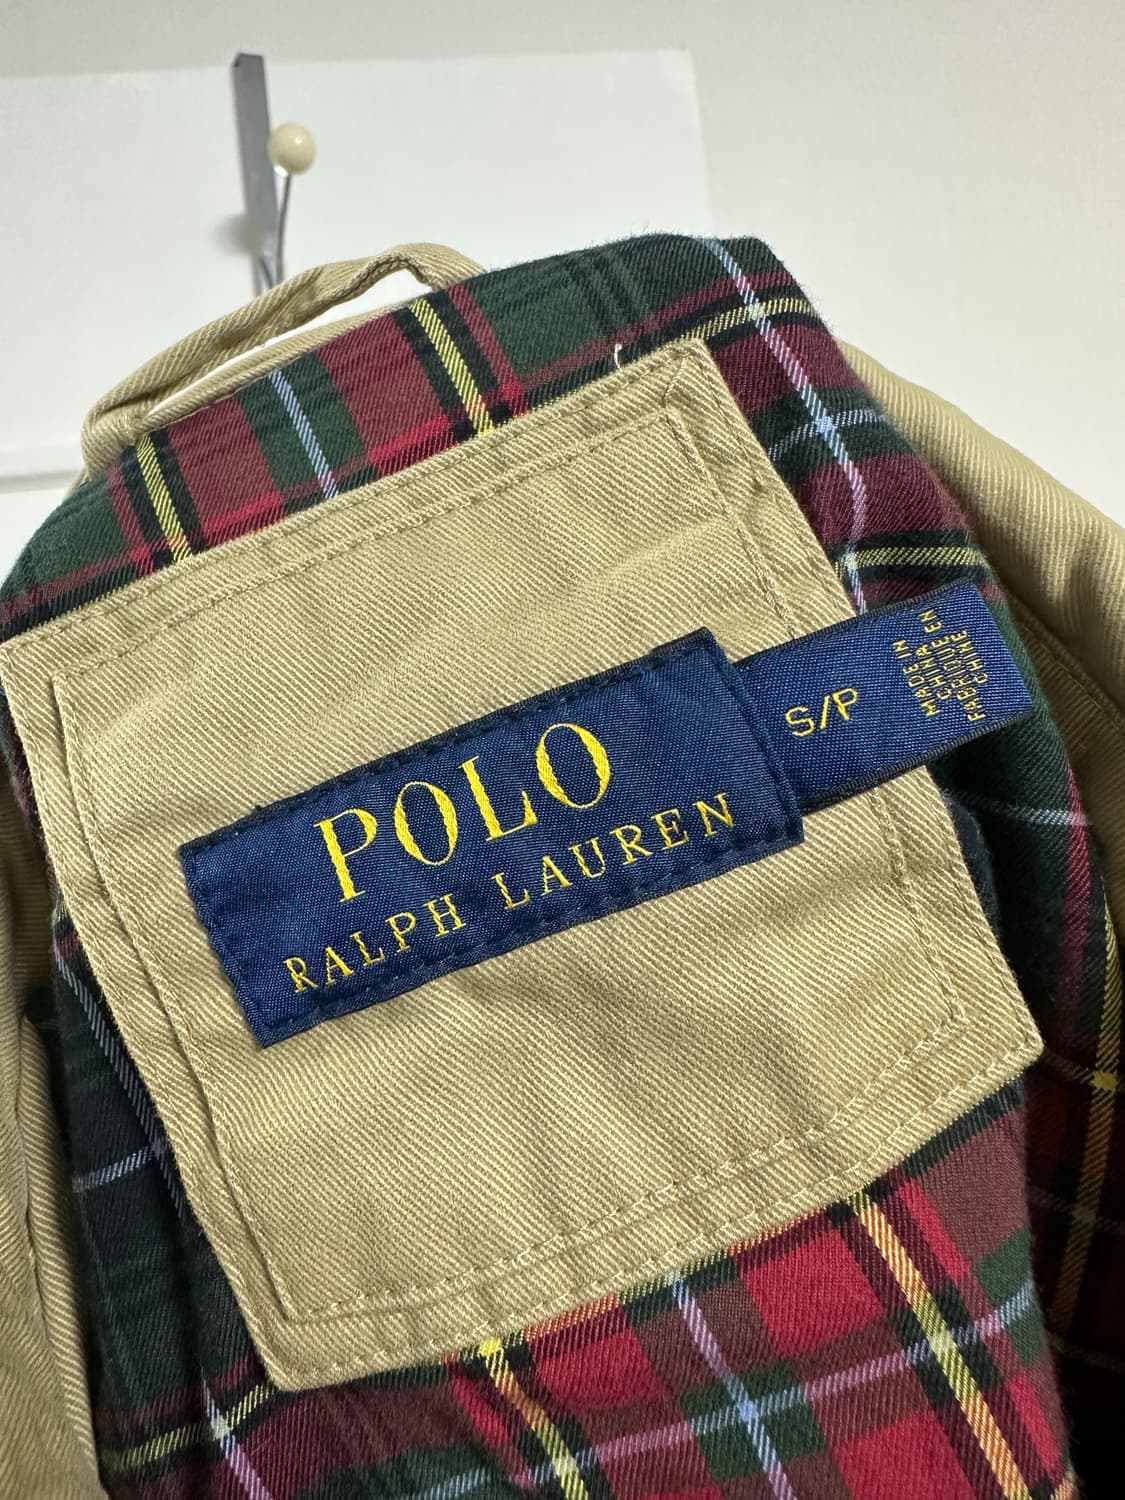 POLO
RALPH LAUREN
S/P
MADE IN
CHINA
FABRIQUE EN
CHINE